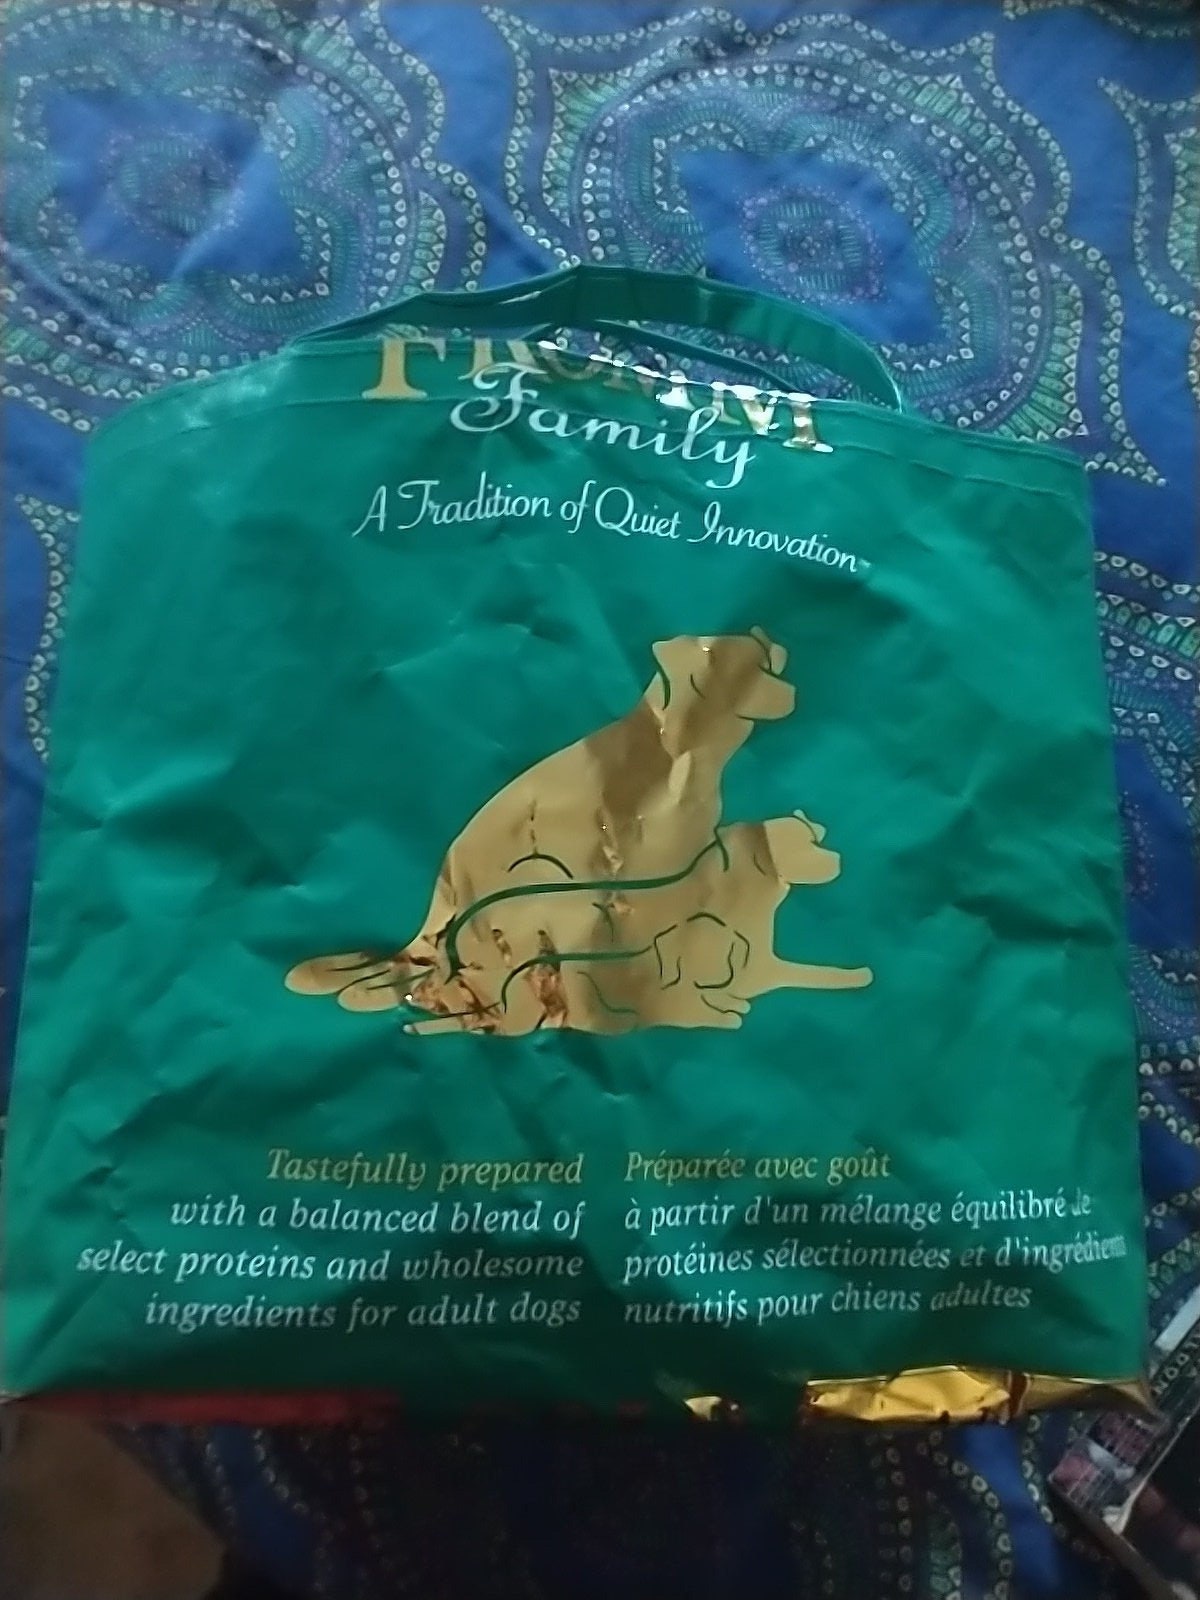 Family
A Tradition of Quiet Innovation™
Tastefully prepared
with a balanced blend of
select proteins and wholesome
ingredients for adult dogs
Préparée avec goût
à partir d'un mélange équilibré de
protéines sélectionnées et d'ingrédients
nutritifs pour chiens adultes